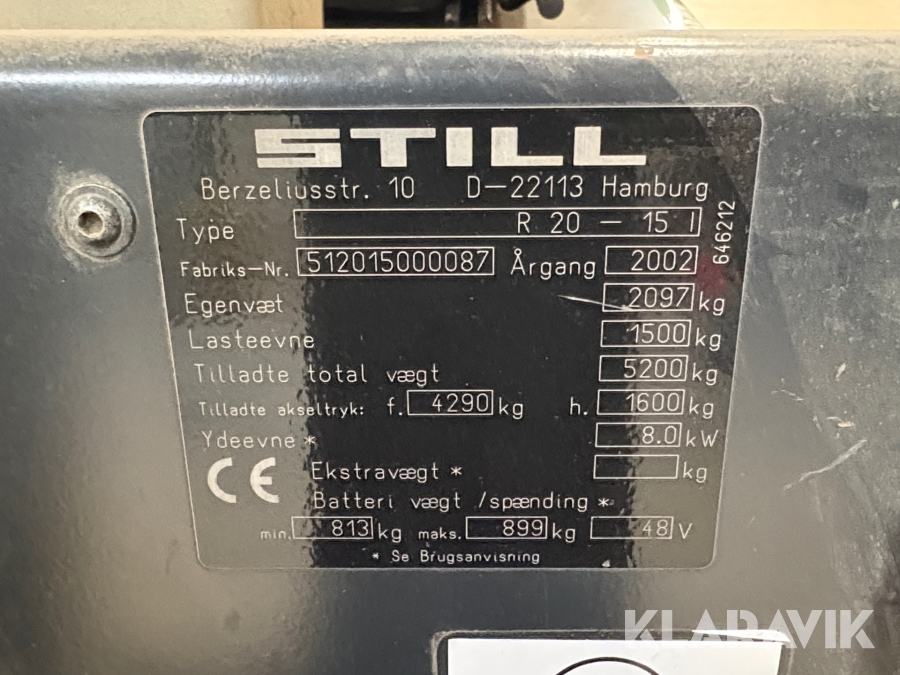 STILL
Berzeliusstr. 10 D-22113 Hamburg
Type R 20 - 15 I
646212
Fabriks-Nr. 512015000087 Årgang 2002
Egenvæt 2097 kg
Lasteevne 1500 kg
Tilladte total vægt 5200 kg
Tilladte akseltryk: f. 4290 kg h. 1600 kg
Ydeevne * 8.0 kW
CE Ekstravægt * kg
Batteri vægt /spænding *
min. 813 kg maks. 899 kg 48 V
* Se Brugsanvisning
KLARAVIK